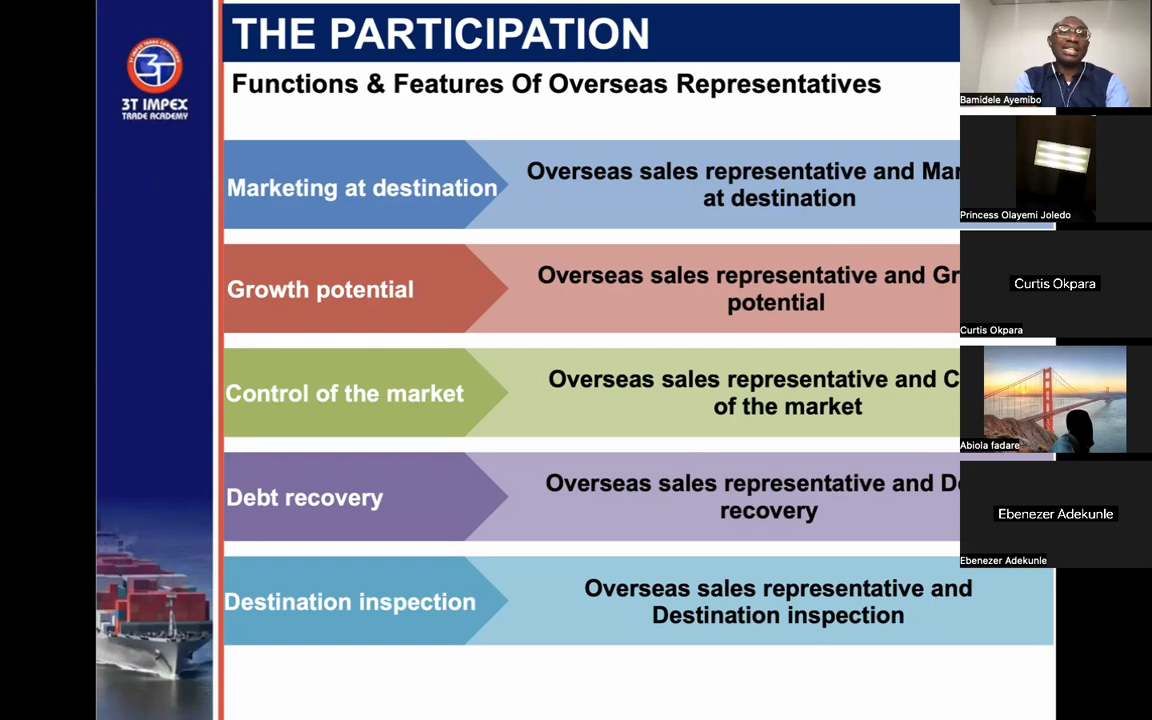 THE PARTICIPATION
Functions & Features Of Overseas Representatives
3T IMPEX
TRADE ACADEMY
Marketing at destination
Overseas sales representative and Mar
at destination
Growth potential
Overseas sales representative and Gr
potential
Control of the market
Overseas sales representative and C
of the market
Debt recovery
Overseas sales representative and De
recovery
Destination inspection
Overseas sales representative and
Destination inspection
Bamidele Ayemibo
Princess Olayemi Joledo
Curtis Okpara
Curtis Okpara
Abiola fadare
Ebenezer Adekunle
Ebenezer Adekunle